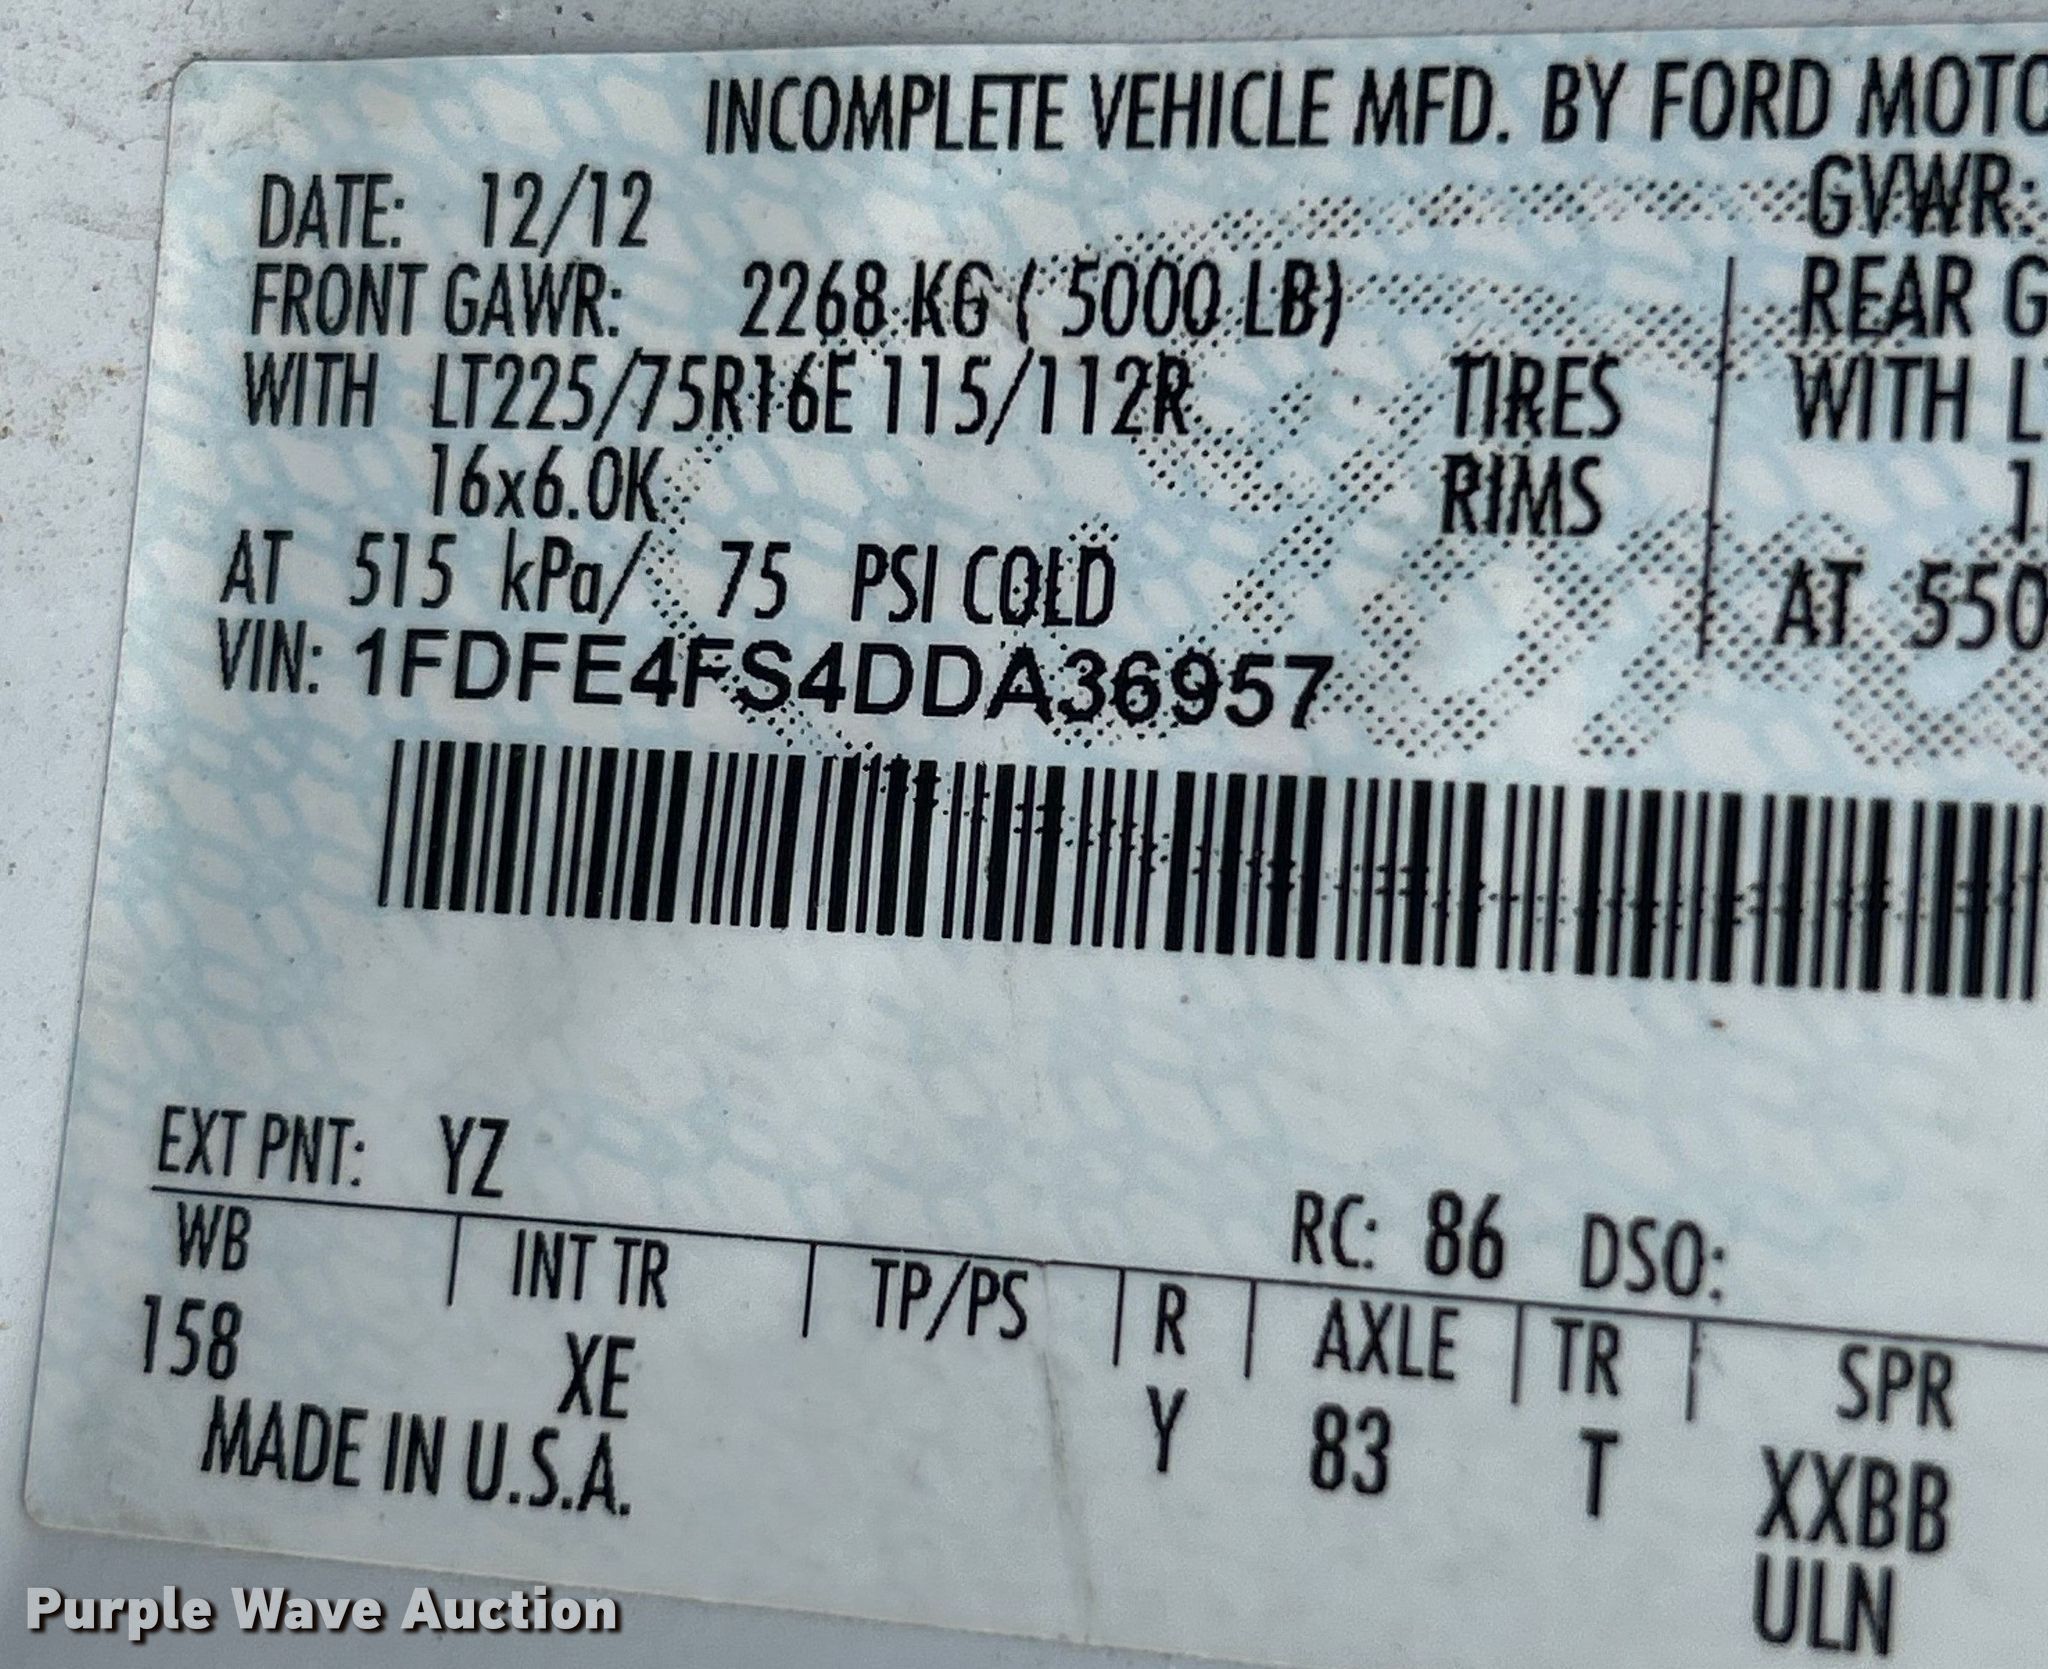 INCOMPLETE VEHICLE MFD. BY FORD MOTO
DATE: 12/12 GVWR:
FRONT GAWR: 2268 KG ( 5000 LB) REAR G
WITH LT225/75R16E 115/112R TIRES WITH LT
16x6.0K RIMS 1
AT 515 kPa/ 75 PSI COLD AT 550
VIN: 1FDFE4FS4DDA36957
EXT PNT: YZ RC: 86 DSO:
WB INT TR TP/PS R AXLE TR SPR
158 XE Y 83 T XXBB
MADE IN U.S.A. ULN
Purple Wave Auction